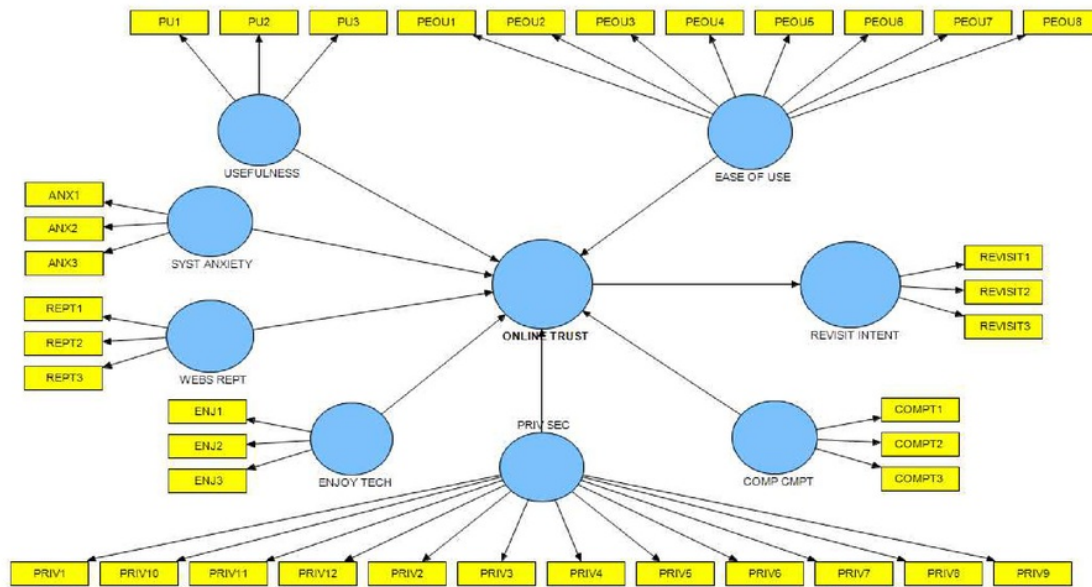 PU1
PU2
PU3
PEOU1
PEOU2
PEOU3
PEOU4
PEOU5
PEOU6
PEOU7
PEOU8
USEFULNESS
EASE OF USE
ANX1
ANX2
ANX3
SYST ANXIETY
REVISIT1
REVISIT2
REVISIT3
REPT1
REPT2
REPT3
ONLINE TRUST
REVISIT INTENT
WEBS REPT
ENJ1
ENJ2
ENJ3
ENJOY TECH
PRIV SEC
COMPT1
COMPT2
COMPT3
COMP CMPT
PRIV1
PRIV10
PRIV11
PRIV12
PRIV2
PRIV3
PRIV4
PRIV5
PRIV6
PRIV7
PRIV8
PRIV9